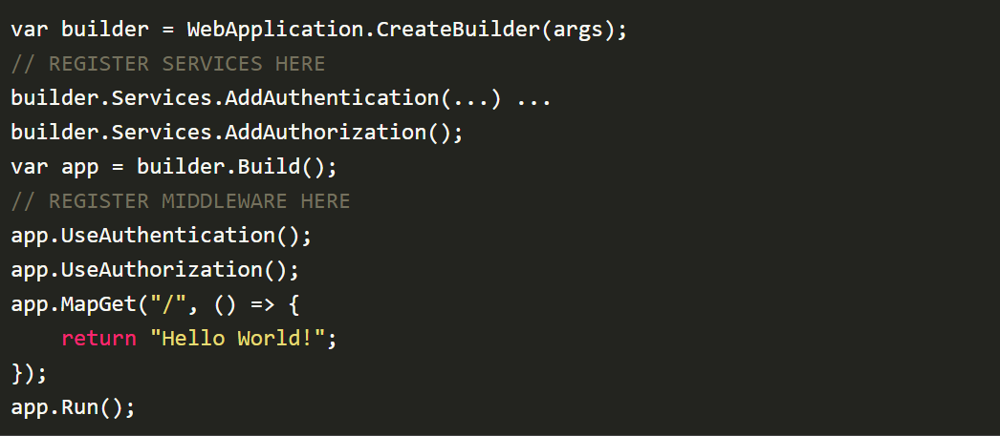 var builder = WebApplication.CreateBuilder(args);
// REGISTER SERVICES HERE
builder.Services.AddAuthentication(...) ...
builder.Services.AddAuthorization();
var app = builder.Build();
// REGISTER MIDDLEWARE HERE
app.UseAuthentication();
app.UseAuthorization();
app.MapGet("/", () => {
    return "Hello World!";
});
app.Run();